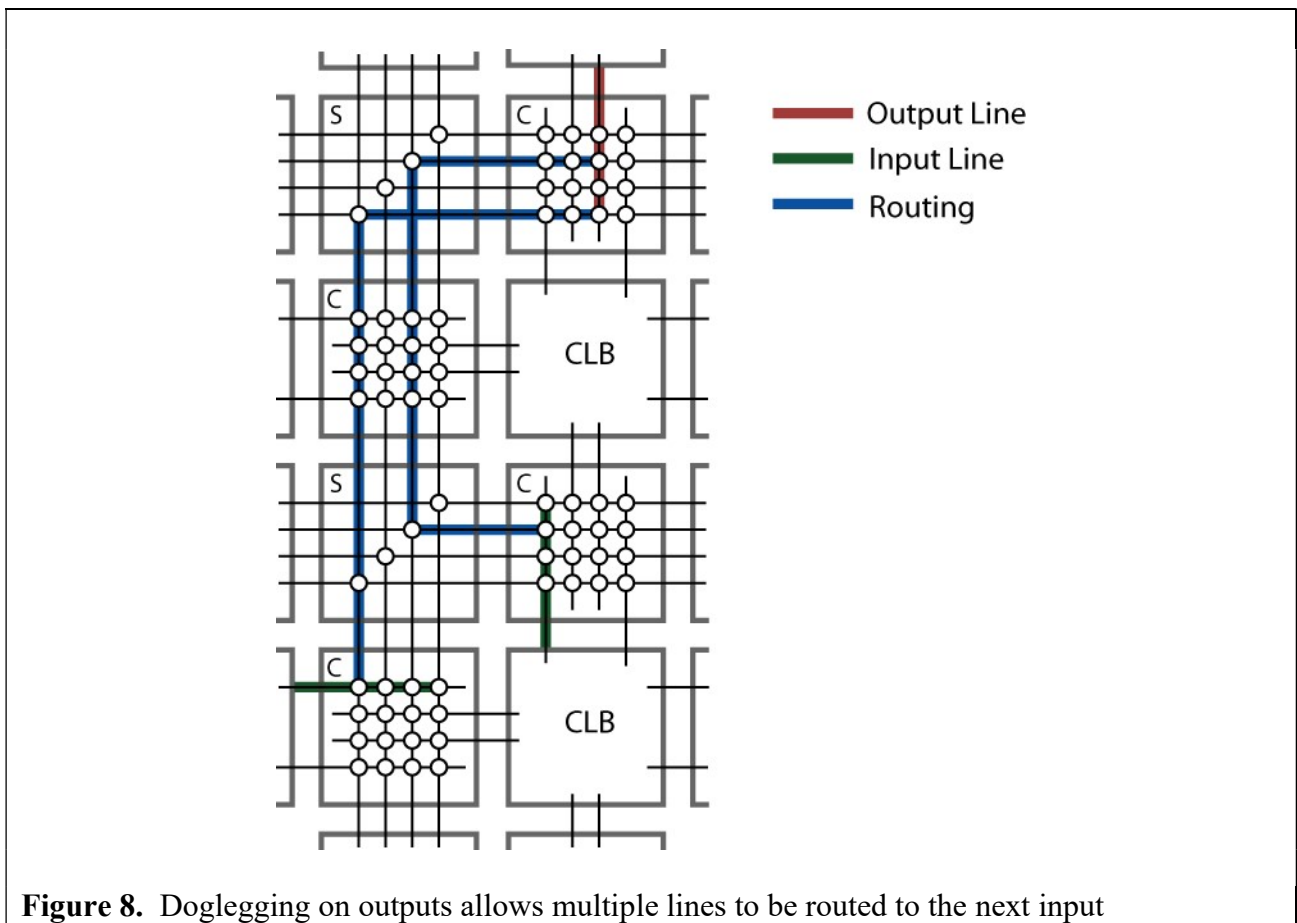 S
C
Output Line
Input Line
Routing
C
CLB
S
C
C
CLB
Figure 8. Doglegging on outputs allows multiple lines to be routed to the next input